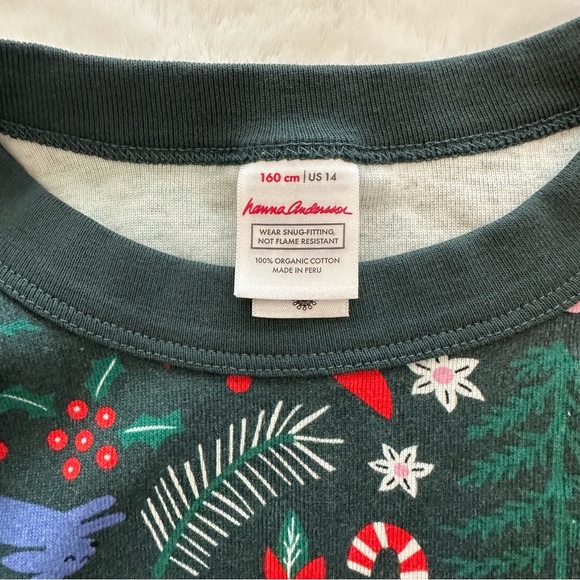 160 cm | US 14
hanna andersson
WEAR SNUG-FITTING,
NOT FLAME RESISTANT
100% ORGANIC COTTON
MADE IN PERU